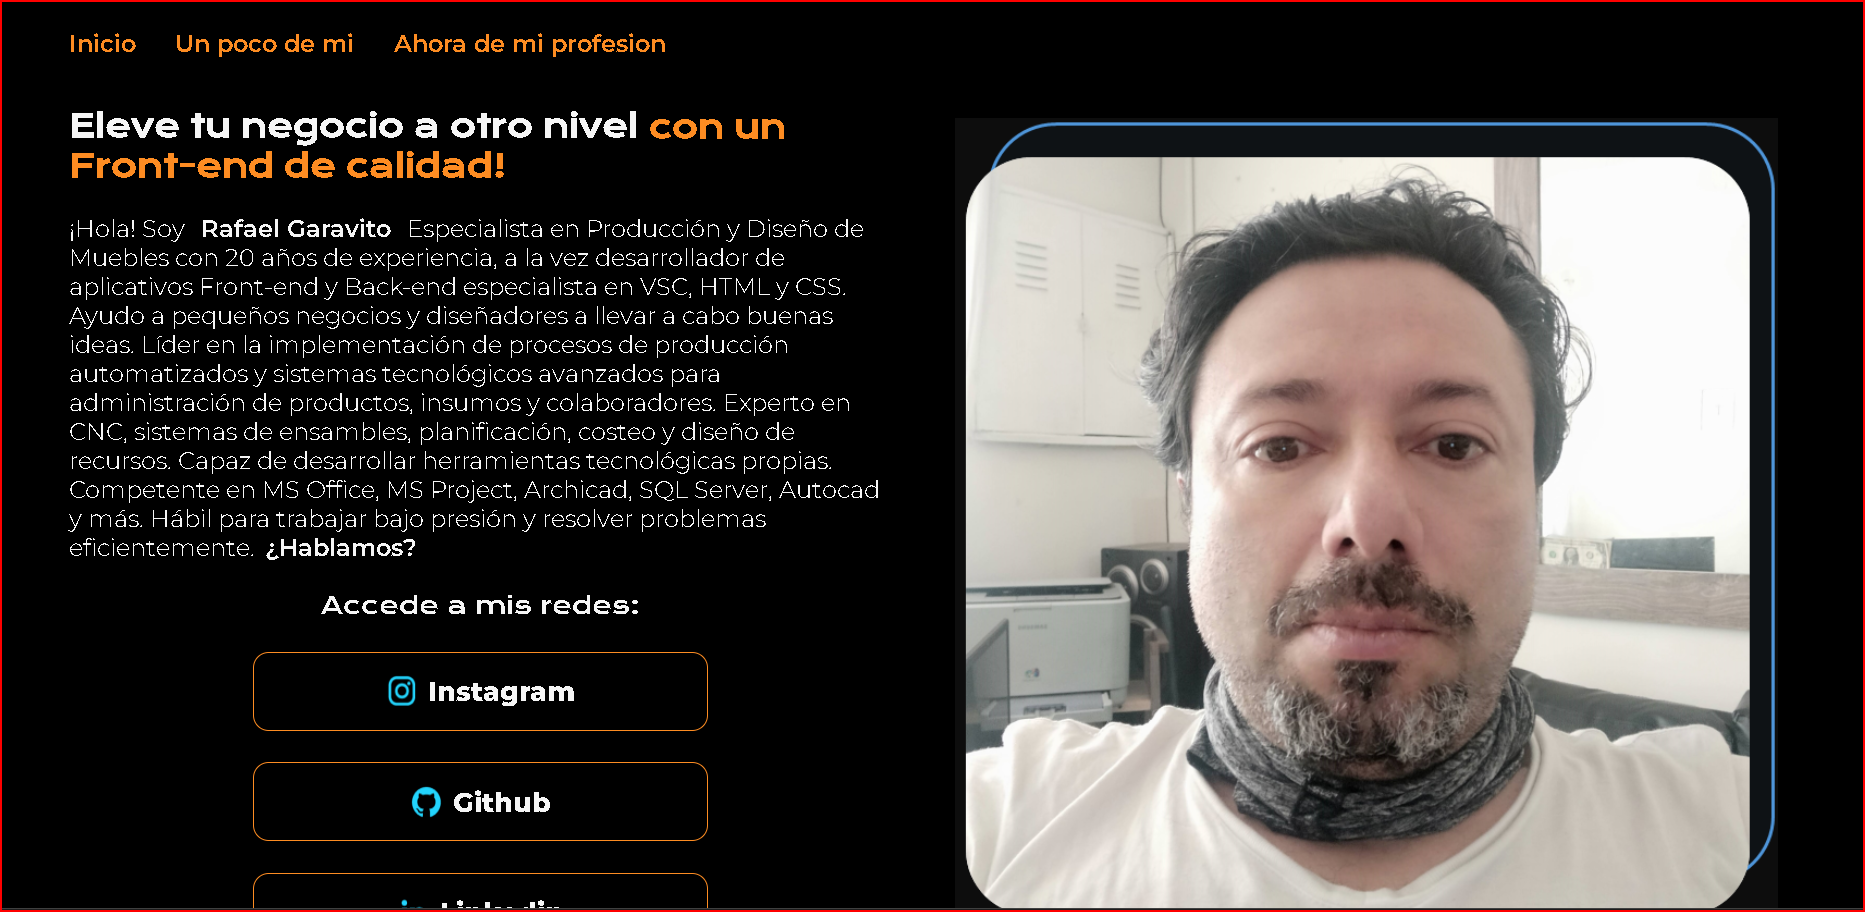 Inicio Un poco de mi Ahora de mi profesion
Eleve tu negocio a otro nivel con un
Front-end de calidad!
¡Hola! Soy Rafael Garavito Especialista en Producción y Diseño de
Muebles con 20 años de experiencia, a la vez desarrollador de
aplicativos Front-end y Back-end especialista en VSC, HTML y CSS.
Ayudo a pequeños negocios y diseñadores a llevar a cabo buenas
ideas. Líder en la implementación de procesos de producción
automatizados y sistemas tecnológicos avanzados para
administración de productos, insumos y colaboradores. Experto en
CNC, sistemas de ensambles, planificación, costeo y diseño de
recursos. Capaz de desarrollar herramientas tecnológicas propias.
Competente en MS Office, MS Project, Archicad, SQL Server, Autocad
y más. Hábil para trabajar bajo presión y resolver problemas
eficientemente. ¿Hablamos?
Accede a mis redes:
Instagram
Github